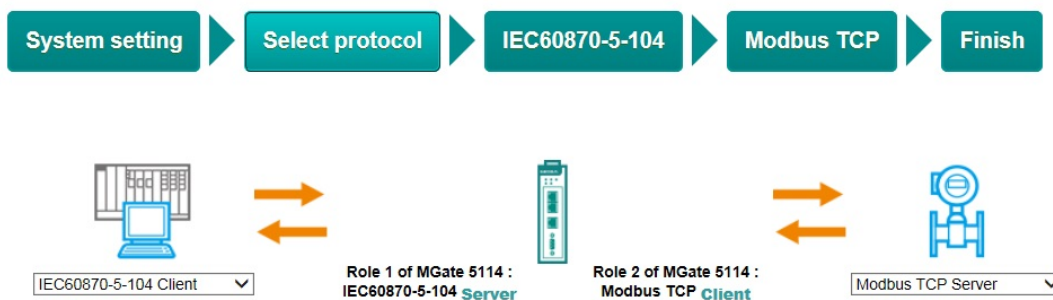 System setting
Select protocol
IEC60870-5-104
Modbus TCP
Finish
IEC60870-5-104 Client
Role 1 of MGate 5114 :
IEC60870-5-104 Server
Role 2 of MGate 5114 :
Modbus TCP Client
Modbus TCP Server